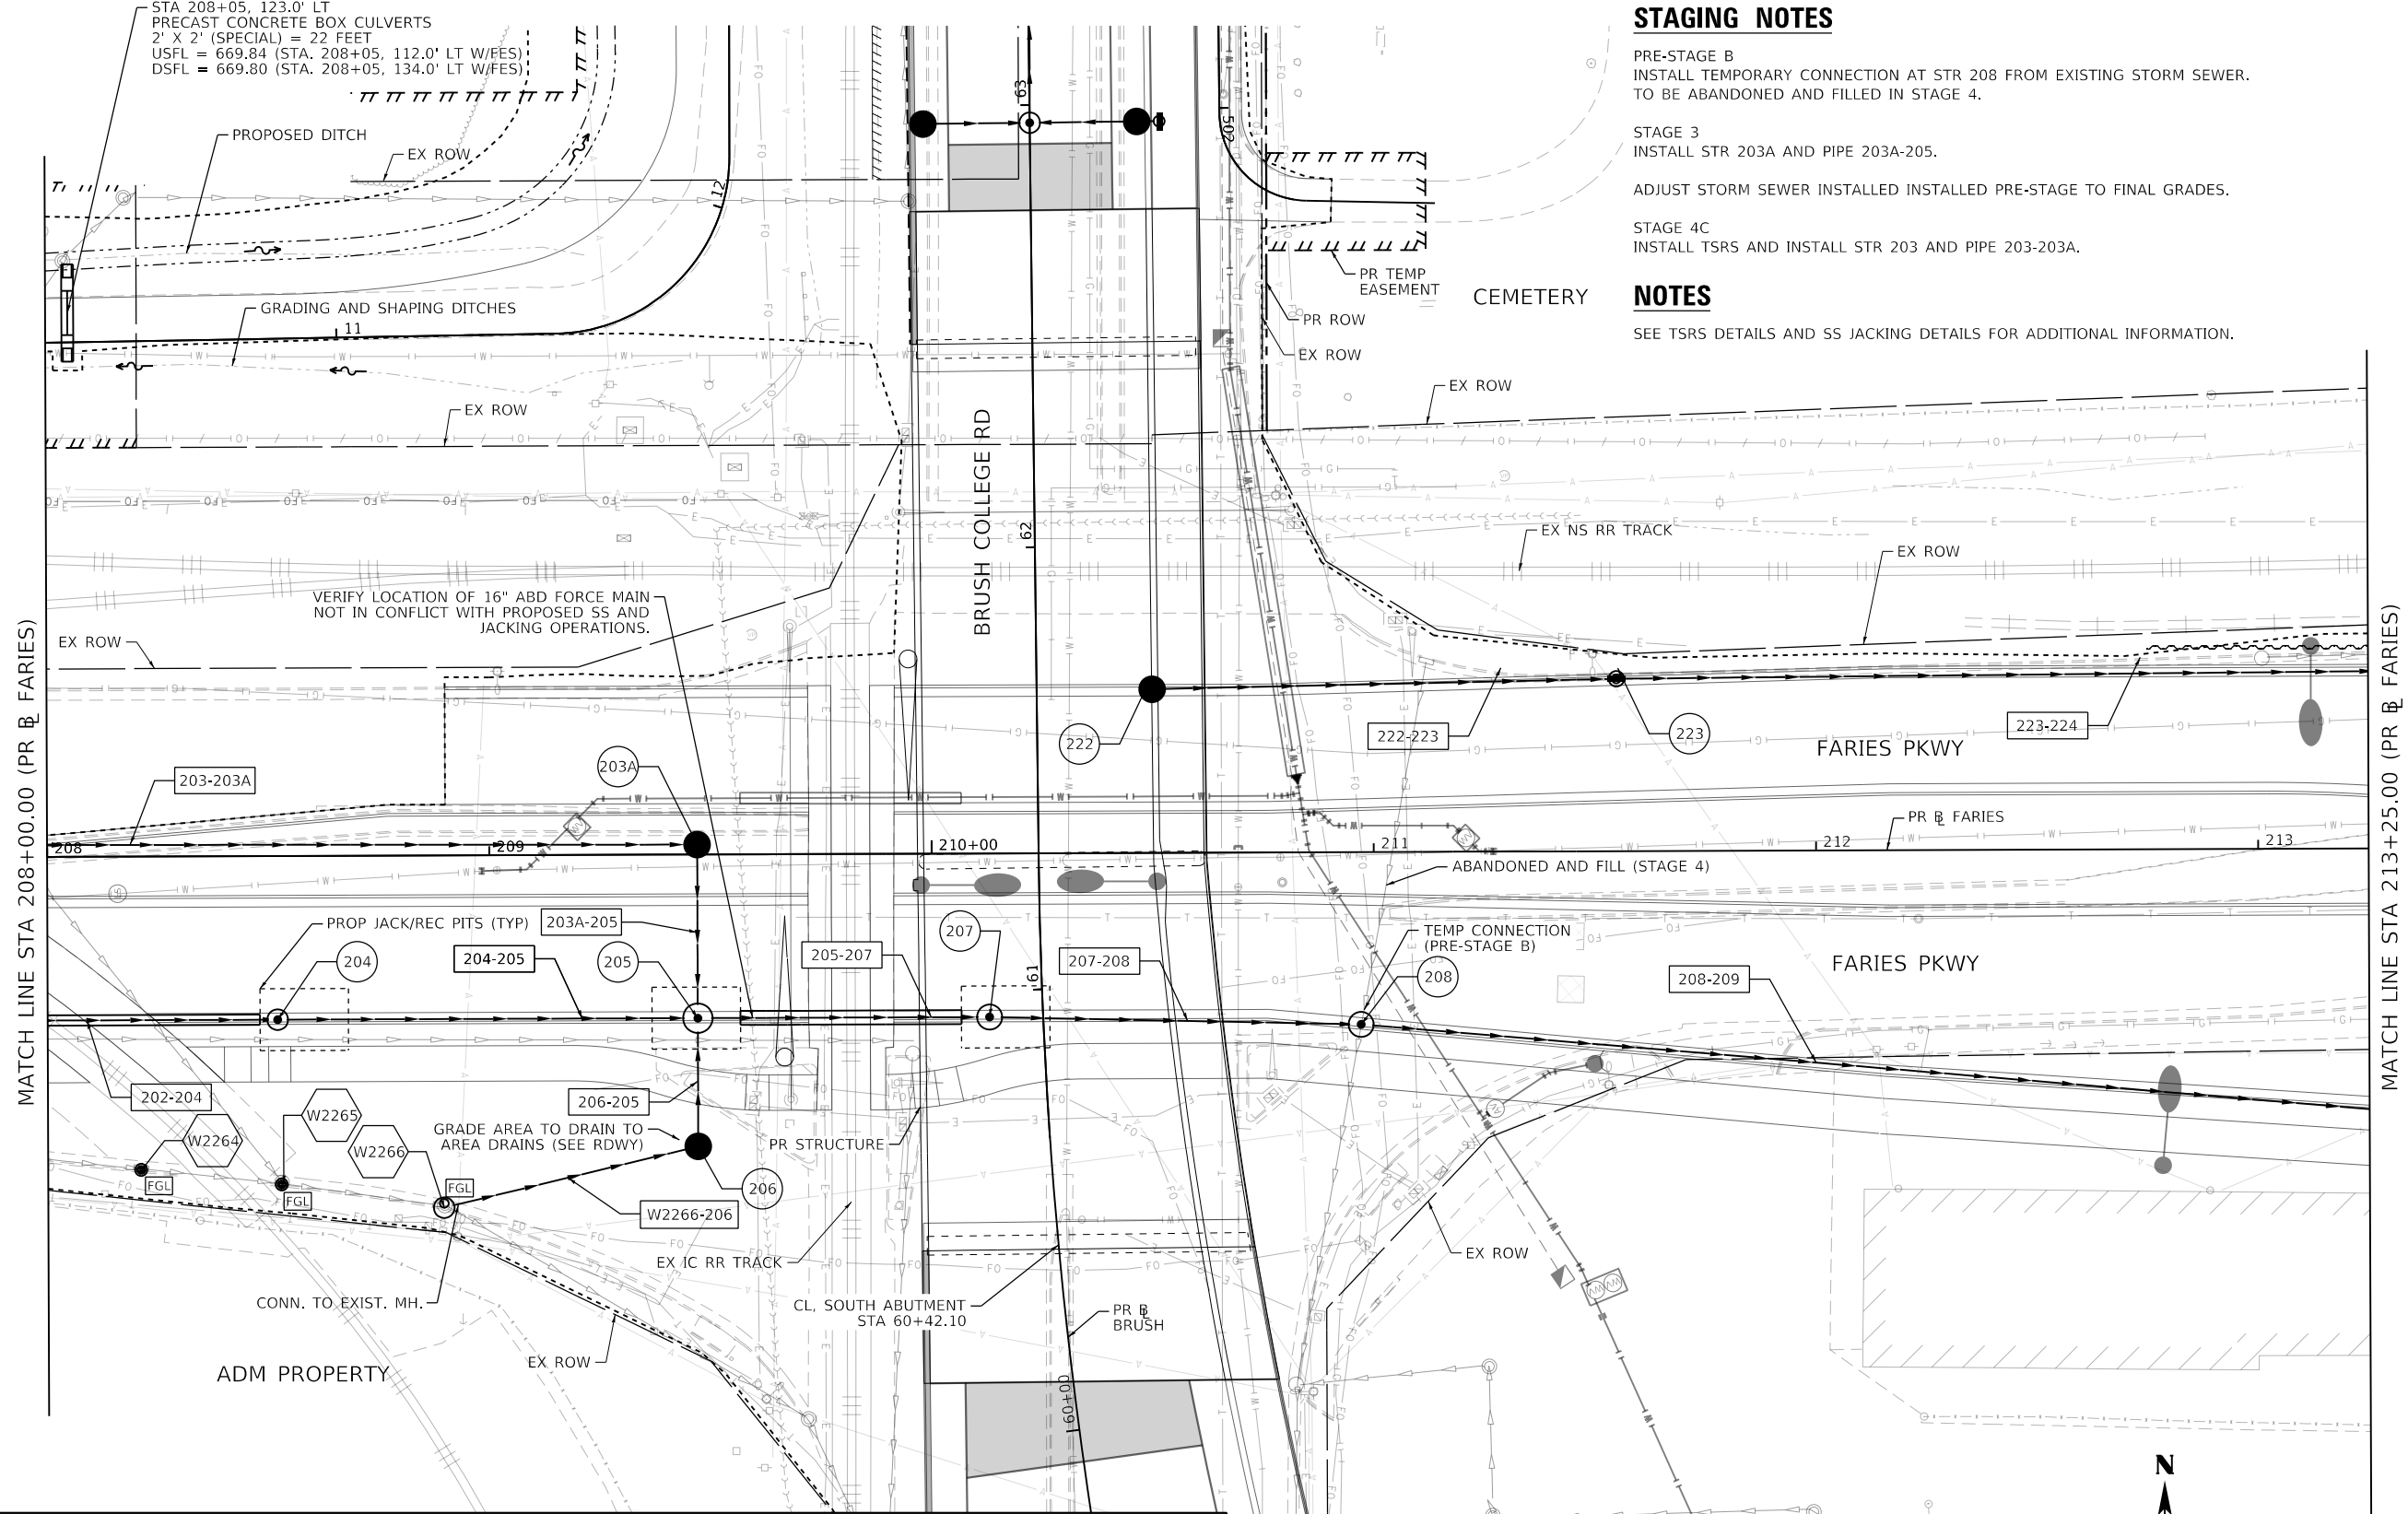 STA 208+05, 123.0' LT
PRECAST CONCRETE BOX CULVERTS
2' X 2' (SPECIAL) = 22 FEET
USFL = 669.84 (STA. 208+05, 112.0' LT W/FES)
DSFL = 669.80 (STA. 208+05, 134.0' LT W/FES)
PROPOSED DITCH
EX ROW
12
GRADING AND SHAPING DITCHES
11
EX ROW
63
502
STAGING NOTES
PRE-STAGE B
INSTALL TEMPORARY CONNECTION AT STR 208 FROM EXISTING STORM SEWER.
TO BE ABANDONED AND FILLED IN STAGE 4.
STAGE 3
INSTALL STR 203A AND PIPE 203A-205.
ADJUST STORM SEWER INSTALLED INSTALLED PRE-STAGE TO FINAL GRADES.
STAGE 4C
INSTALL TSRS AND INSTALL STR 203 AND PIPE 203-203A.
NOTES
SEE TSRS DETAILS AND SS JACKING DETAILS FOR ADDITIONAL INFORMATION.
PR TEMP
EASEMENT
CEMETERY
PR ROW
EX ROW
EX ROW
BRUSH COLLEGE RD
62
EX NS RR TRACK
EX ROW
VERIFY LOCATION OF 16" ABD FORCE MAIN
NOT IN CONFLICT WITH PROPOSED SS AND
JACKING OPERATIONS.
EX ROW
MATCH LINE STA 208+00.00 (PR BL FARIES)
MATCH LINE STA 213+25.00 (PR BL FARIES)
222
222-223
223
223-224
FARIES PKWY
203-203A
203A
208
209
210+00
211
212
213
PR BL FARIES
ABANDONED AND FILL (STAGE 4)
PROP JACK/REC PITS (TYP)
203A-205
204
204-205
205
205-207
207
61
207-208
TEMP CONNECTION
(PRE-STAGE B)
208
208-209
FARIES PKWY
202-204
W2264
W2265
W2266
FGL
FGL
FGL
206-205
GRADE AREA TO DRAIN TO
AREA DRAINS (SEE RDWY)
PR STRUCTURE
206
W2266-206
EX IC RR TRACK
CONN. TO EXIST. MH.
CL, SOUTH ABUTMENT
STA 60+42.10
PR BL
BRUSH
EX ROW
EX ROW
ADM PROPERTY
60+00
N